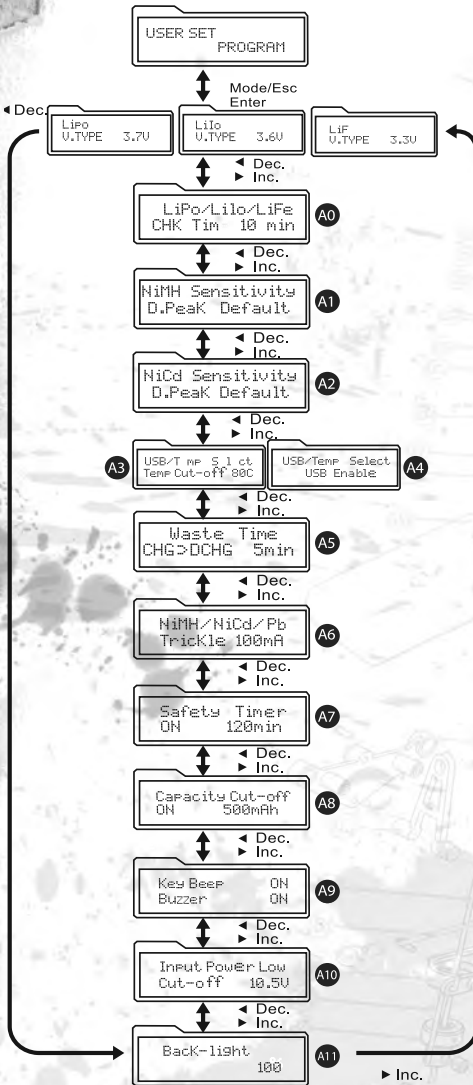 USER SET
PROGRAM
Mode/Esc
Enter
◄ Dec.
Lipo
V.TYPE 3.7V
LiIo
V.TYPE 3.6V
LiF
V.TYPE 3.3V
◄ Dec.
► Inc.
LiPo/LiIo/LiFe
CHK Tim 10 min
A0
◄ Dec.
► Inc.
NiMH Sensitivity
D.PeaK Default
A1
◄ Dec.
► Inc.
NiCd Sensitivity
D.PeaK Default
A2
◄ Dec.
► Inc.
A3
USB/T mp S l ct
Temp Cut-off 80C
USB/Temp Select
USB Enable
A4
◄ Dec.
► Inc.
Waste Time
CHG>DCHG 5min
A5
◄ Dec.
► Inc.
NiMH/NiCd/Pb
TricKle 100mA
A6
◄ Dec.
► Inc.
Safety Timer
ON 120min
A7
◄ Dec.
► Inc.
Capacity Cut-off
ON 500mAh
A8
◄ Dec.
► Inc.
Key Beep ON
Buzzer ON
A9
◄ Dec.
► Inc.
Input Power Low
Cut-off 10.5V
A10
◄ Dec.
► Inc.
BacK-light
100
A11
► Inc.